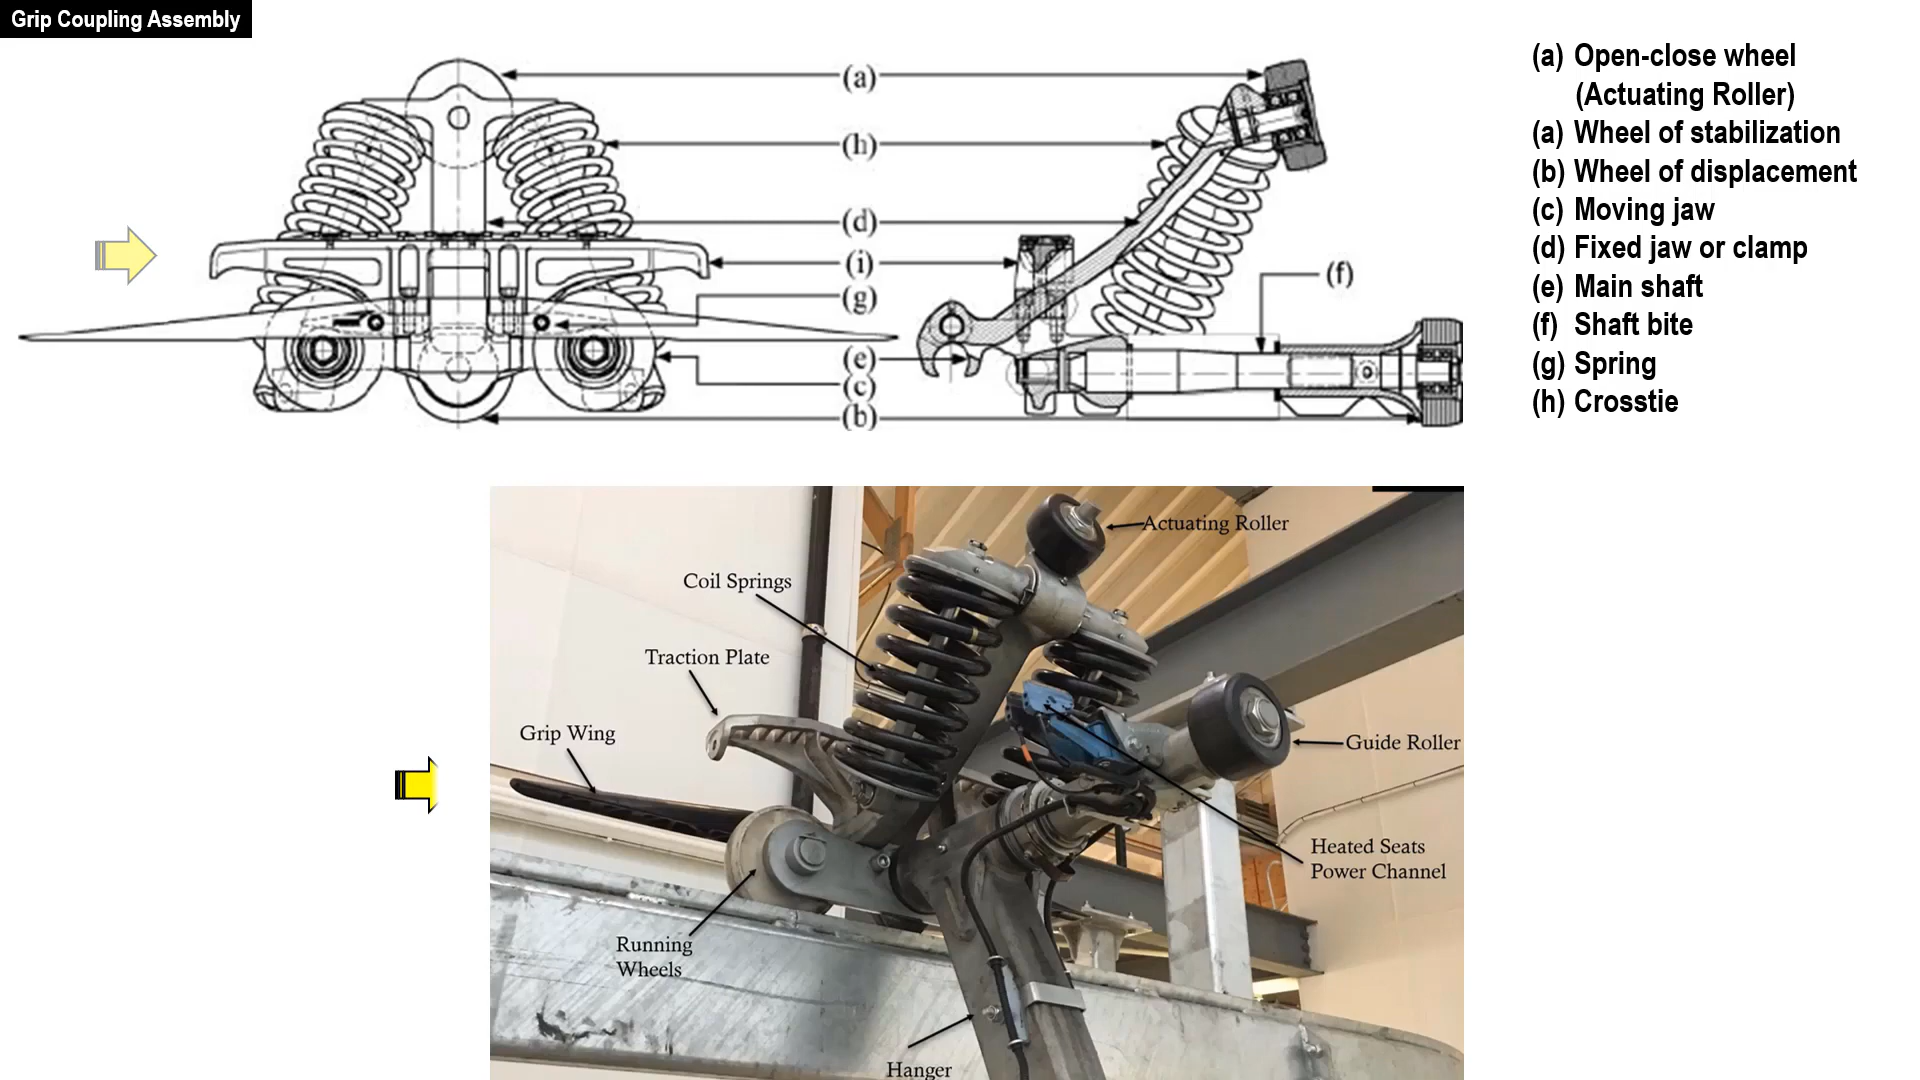 Grip Coupling Assembly
(a)
(h)
(d)
(i)
(f)
(g)
(e)
(c)
(b)
(a) Open-close wheel
(Actuating Roller)
(a) Wheel of stabilization
(b) Wheel of displacement
(c) Moving jaw
(d) Fixed jaw or clamp
(e) Main shaft
(f) Shaft bite
(g) Spring
(h) Crosstie
Actuating Roller
Coil Springs
Traction Plate
Grip Wing
Guide Roller
Heated Seats
Power Channel
Running
Wheels
Hanger